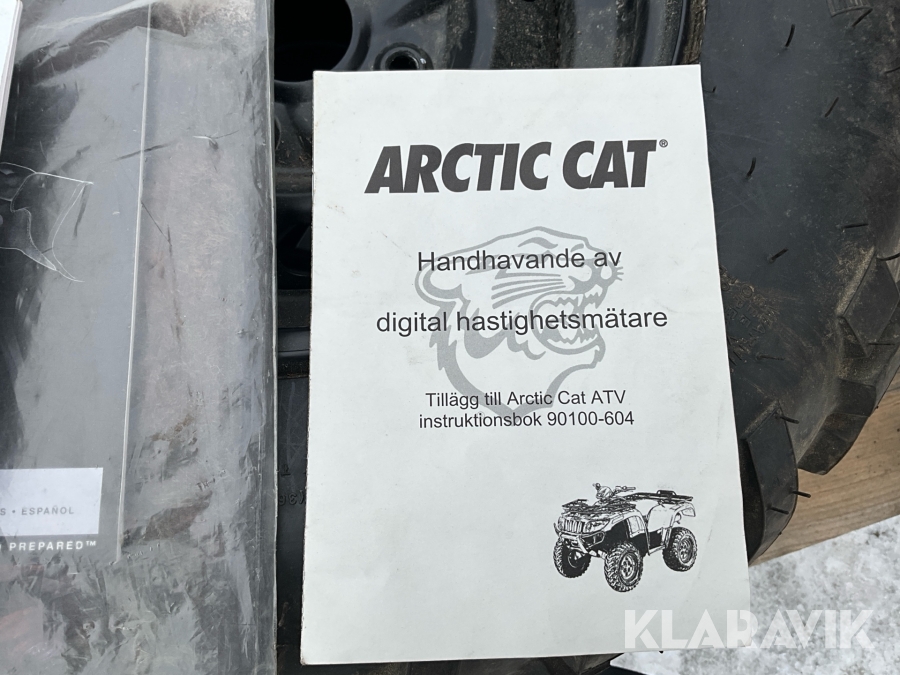 ARCTIC CAT®
Handhavande av
digital hastighetsmätare
Tillägg till Arctic Cat ATV
instruktionsbok 90100-604
S • ESPAÑOL
PREPARED™
KLARAVIK